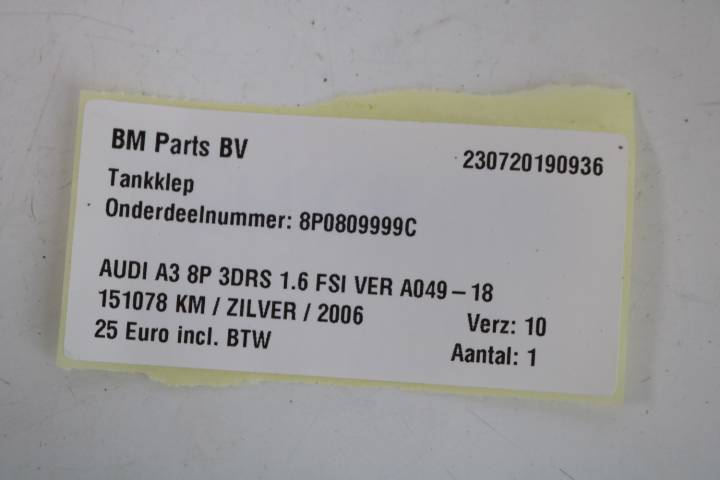 BM Parts BV
230720190936
Tankklep
Onderdeelnummer: 8P0809999C
AUDI A3 8P 3DRS 1.6 FSI VER A049-18
151078 KM / ZILVER / 2006
Verz: 10
25 Euro incl. BTW
Aantal: 1